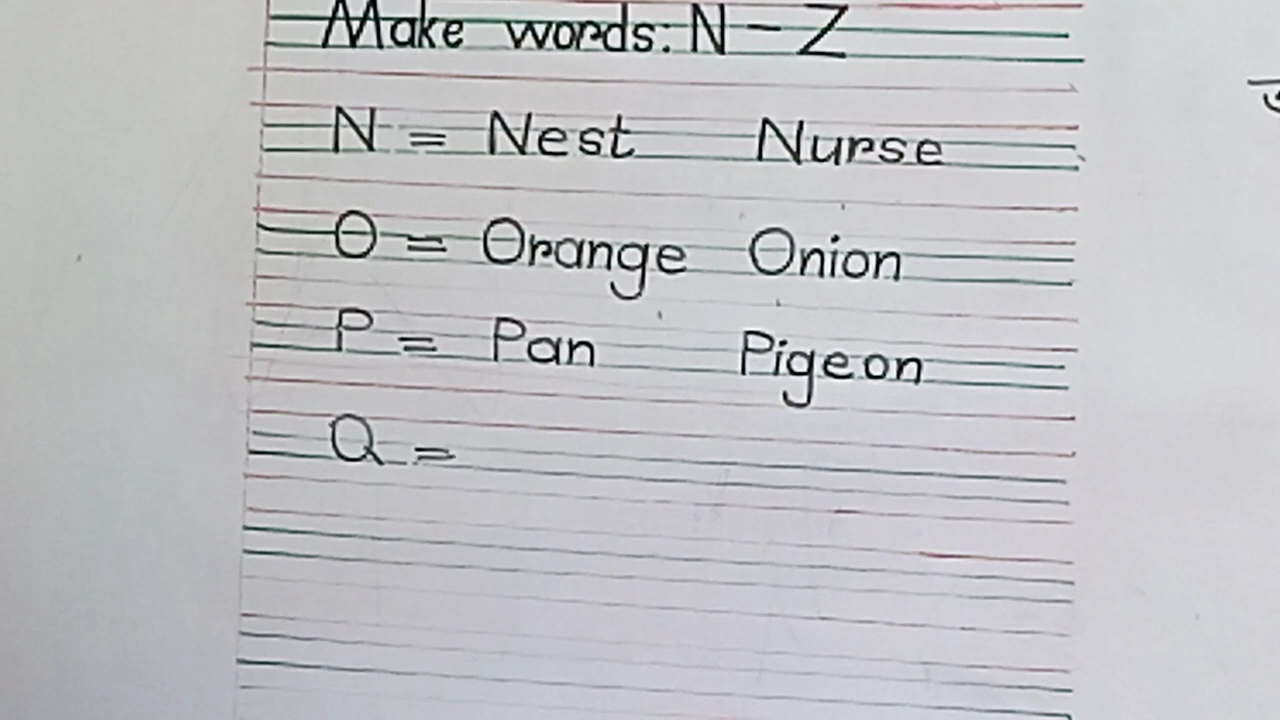 Make words: N - Z
N = Nest Nurse
O = Orange Onion
P = Pan Pigeon
Q =